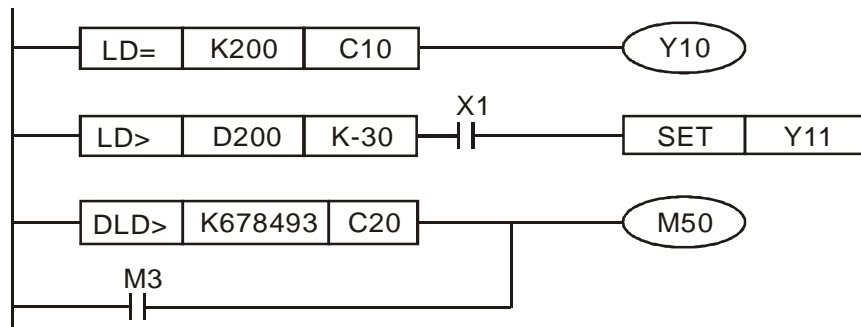 LD= K200 C10 Y10
X1
LD> D200 K-30 SET Y11
DLD> K678493 C20 M50
M3